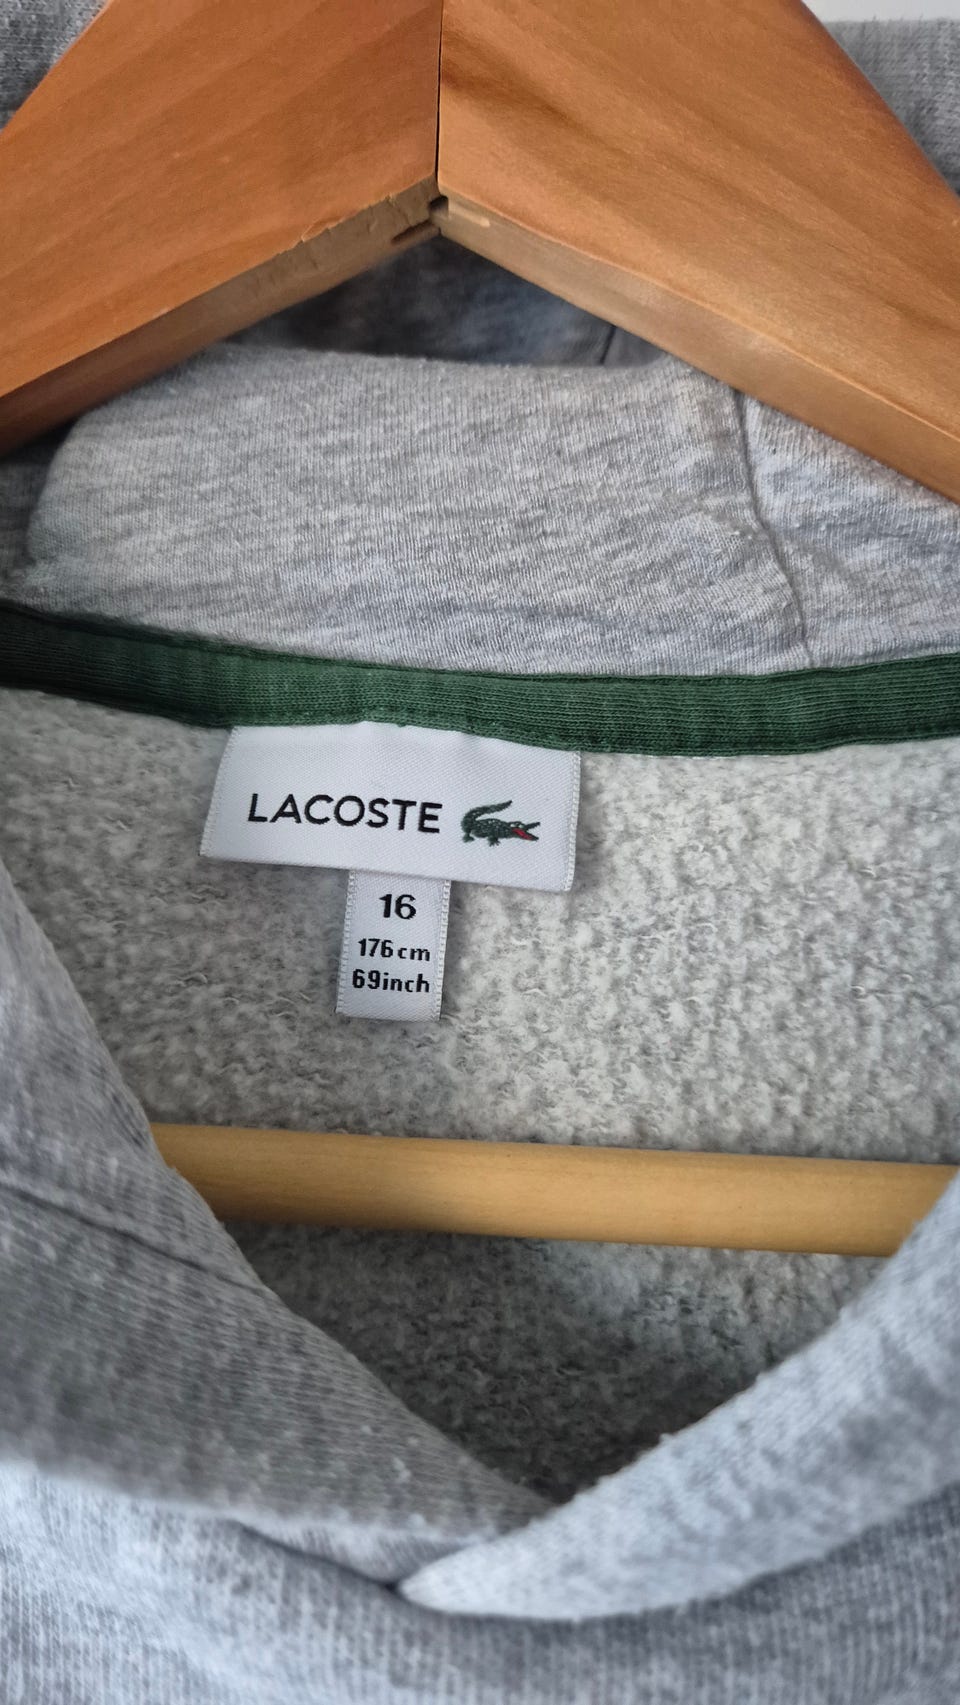 LACOSTE
16
176cm
69inch